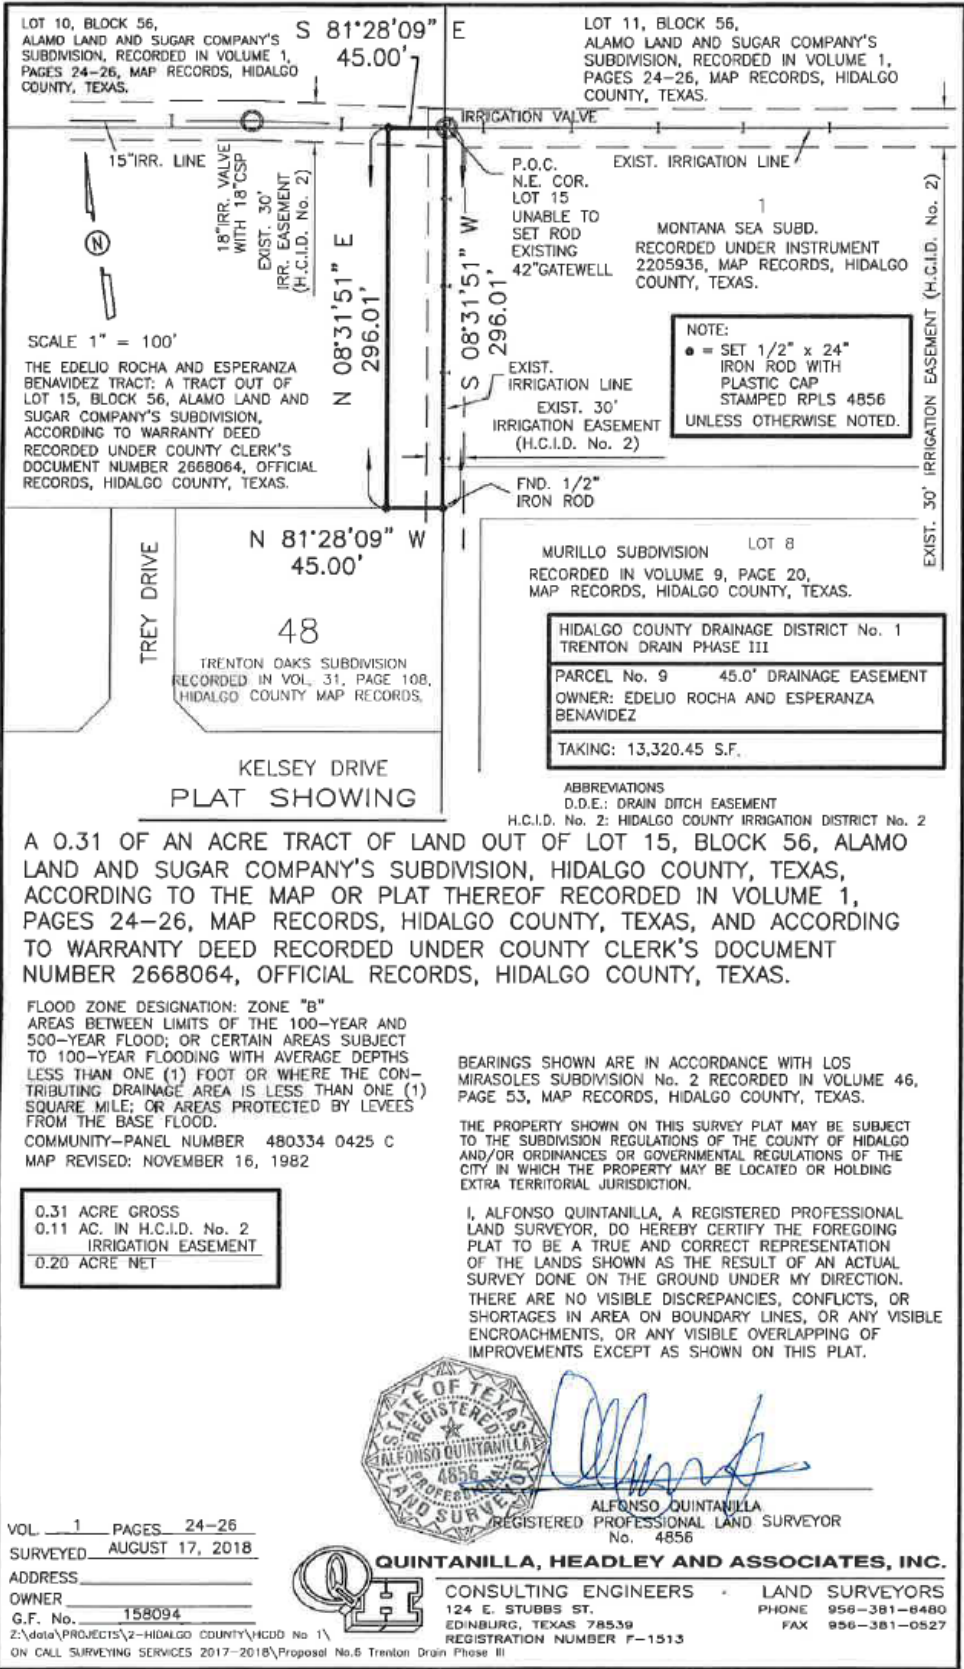 LOT 10, BLOCK 56,
ALAMO LAND AND SUGAR COMPANY'S
SUBDIVISION, RECORDED IN VOLUME 1,
PAGES 24-26, MAP RECORDS, HIDALGO
COUNTY, TEXAS.
S 81°28'09" E
45.00'
LOT 11, BLOCK 56,
ALAMO LAND AND SUGAR COMPANY'S
SUBDIVISION, RECORDED IN VOLUME 1,
PAGES 24-26, MAP RECORDS, HIDALGO
COUNTY, TEXAS.
IRRIGATION VALVE
15"IRR. LINE
18"IRR. VALVE
WITH 18"CSP
EXIST. 30'
IRR. EASEMENT
(H.C.I.D. No. 2)
P.O.C.
N.E. COR.
LOT 15
UNABLE TO
SET ROD
EXISTING
42"GATEWELL
EXIST. IRRIGATION LINE
1
MONTANA SEA SUBD.
RECORDED UNDER INSTRUMENT
2205936, MAP RECORDS, HIDALGO
COUNTY, TEXAS.
EXIST. 30' IRRIGATION EASEMENT (H.C.I.D. No. 2)
N
SCALE 1" = 100'
N 08°31'51" E
296.01'
S 08°31'51" W
296.01'
THE EDELIO ROCHA AND ESPERANZA
BENAVIDEZ TRACT: A TRACT OUT OF
LOT 15, BLOCK 56, ALAMO LAND AND
SUGAR COMPANY'S SUBDIVISION,
ACCORDING TO WARRANTY DEED
RECORDED UNDER COUNTY CLERK'S
DOCUMENT NUMBER 2668064, OFFICIAL
RECORDS, HIDALGO COUNTY, TEXAS.
NOTE:
= SET 1/2" x 24"
IRON ROD WITH
PLASTIC CAP
STAMPED RPLS 4856
UNLESS OTHERWISE NOTED.
EXIST.
IRRIGATION LINE
EXIST. 30'
IRRIGATION EASEMENT
(H.C.I.D. No. 2)
FND. 1/2"
IRON ROD
N 81°28'09" W
45.00'
TREY DRIVE
48
TRENTON OAKS SUBDIVISION
RECORDED IN VOL. 31, PAGE 108,
HIDALGO COUNTY MAP RECORDS.
MURILLO SUBDIVISION LOT 8
RECORDED IN VOLUME 9, PAGE 20,
MAP RECORDS, HIDALGO COUNTY, TEXAS.
HIDALGO COUNTY DRAINAGE DISTRICT No. 1
TRENTON DRAIN PHASE III
PARCEL No. 9 45.0' DRAINAGE EASEMENT
OWNER: EDELIO ROCHA AND ESPERANZA
BENAVIDEZ
TAKING: 13,320.45 S.F.
KELSEY DRIVE
PLAT SHOWING
ABBREVIATIONS
D.D.E.: DRAIN DITCH EASEMENT
H.C.I.D. No. 2: HIDALGO COUNTY IRRIGATION DISTRICT No. 2
A 0.31 OF AN ACRE TRACT OF LAND OUT OF LOT 15, BLOCK 56, ALAMO
LAND AND SUGAR COMPANY'S SUBDIVISION, HIDALGO COUNTY, TEXAS,
ACCORDING TO THE MAP OR PLAT THEREOF RECORDED IN VOLUME 1,
PAGES 24-26, MAP RECORDS, HIDALGO COUNTY, TEXAS, AND ACCORDING
TO WARRANTY DEED RECORDED UNDER COUNTY CLERK'S DOCUMENT
NUMBER 2668064, OFFICIAL RECORDS, HIDALGO COUNTY, TEXAS.
FLOOD ZONE DESIGNATION: ZONE "B"
AREAS BETWEEN LIMITS OF THE 100-YEAR AND
500-YEAR FLOOD; OR CERTAIN AREAS SUBJECT
TO 100-YEAR FLOODING WITH AVERAGE DEPTHS
LESS THAN ONE (1) FOOT OR WHERE THE CON-
TRIBUTING DRAINAGE AREA IS LESS THAN ONE (1)
SQUARE MILE; OR AREAS PROTECTED BY LEVEES
FROM THE BASE FLOOD.
COMMUNITY-PANEL NUMBER 480334 0425 C
MAP REVISED: NOVEMBER 16, 1982
BEARINGS SHOWN ARE IN ACCORDANCE WITH LOS
MIRASOLES SUBDIVISION No. 2 RECORDED IN VOLUME 46,
PAGE 53, MAP RECORDS, HIDALGO COUNTY, TEXAS.
THE PROPERTY SHOWN ON THIS SURVEY PLAT MAY BE SUBJECT
TO THE SUBDIVISION REGULATIONS OF THE COUNTY OF HIDALGO
AND/OR ORDINANCES OR GOVERNMENTAL REGULATIONS OF THE
CITY IN WHICH THE PROPERTY MAY BE LOCATED OR HOLDING
EXTRA TERRITORIAL JURISDICTION.
0.31 ACRE GROSS
0.11 AC. IN H.C.I.D. No. 2
IRRIGATION EASEMENT
0.20 ACRE NET
I, ALFONSO QUINTANILLA, A REGISTERED PROFESSIONAL
LAND SURVEYOR, DO HEREBY CERTIFY THE FOREGOING
PLAT TO BE A TRUE AND CORRECT REPRESENTATION
OF THE LANDS SHOWN AS THE RESULT OF AN ACTUAL
SURVEY DONE ON THE GROUND UNDER MY DIRECTION.
THERE ARE NO VISIBLE DISCREPANCIES, CONFLICTS, OR
SHORTAGES IN AREA ON BOUNDARY LINES, OR ANY VISIBLE
ENCROACHMENTS, OR ANY VISIBLE OVERLAPPING OF
IMPROVEMENTS EXCEPT AS SHOWN ON THIS PLAT.
STATE OF TEXAS
REGISTERED
ALFONSO QUINTANILLA
4856
PROFESSIONAL
LAND SURVEYOR
ALFONSO QUINTANILLA
REGISTERED PROFESSIONAL LAND SURVEYOR
No. 4856
VOL. 1 PAGES 24-26
SURVEYED AUGUST 17, 2018
ADDRESS
OWNER
G.F. No. 158094
Z:\data\PROJECTS\2-HIDALGO COUNTY\HCDD No 1\
ON CALL SURVEYING SERVICES 2017-2018\Proposal No.6 Trenton Drain Phase III
QH
QUINTANILLA, HEADLEY AND ASSOCIATES, INC.
CONSULTING ENGINEERS · LAND SURVEYORS
124 E. STUBBS ST. PHONE 956-381-6480
EDINBURG, TEXAS 78539 FAX 956-381-0527
REGISTRATION NUMBER F-1513